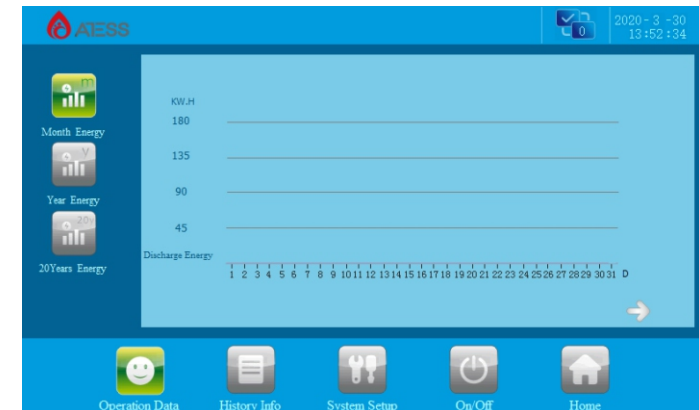 ATESS
0
2020-3-30
13:52:34
m
Month Energy
y
Year Energy
20y
20Years Energy
KW.H
180
135
90
45
Discharge Energy
1 2 3 4 5 6 7 8 9 10 11 12 13 14 15 16 17 18 19 20 21 22 23 24 25 26 27 28 29 30 31 D
Operation Data
History Info
System Setup
On/Off
Home